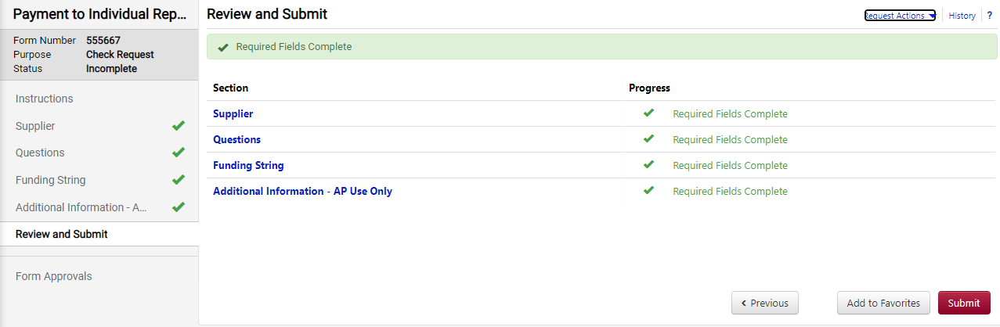 Payment to Individual Rep...
Form Number 555667
Purpose Check Request
Status Incomplete
Instructions
Supplier
Questions
Funding String
Additional Information - A...
Review and Submit
Form Approvals
Review and Submit
Request Actions
History
?
Required Fields Complete
Section Progress
Supplier Required Fields Complete
Questions Required Fields Complete
Funding String Required Fields Complete
Additional Information - AP Use Only Required Fields Complete
Previous
Add to Favorites
Submit